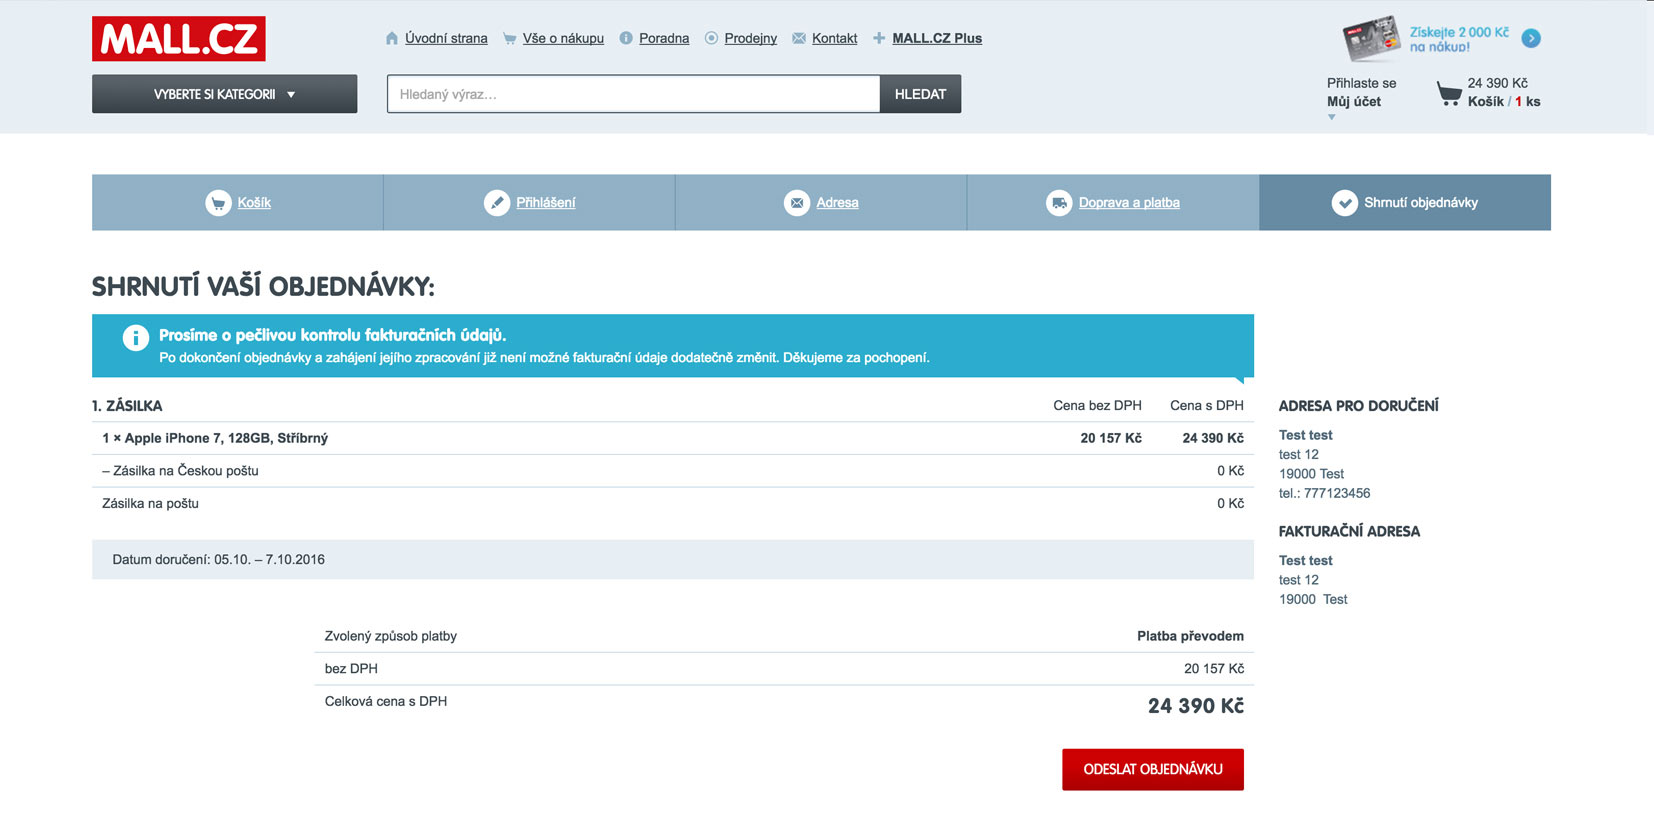 MALL.CZ
Úvodní strana Vše o nákupu Poradna Prodejny Kontakt MALL.CZ Plus
Získejte 2 000 Kč
na nákup!
VYBERTE SI KATEGORII
Hledaný výraz...
HLEDAT
Přihlaste se
Můj účet
24 390 Kč
Košík / 1 ks
Košík
Přihlášení
Adresa
Doprava a platba
Shrnutí objednávky
SHRNUTÍ VAŠÍ OBJEDNÁVKY:
Prosíme o pečlivou kontrolu fakturačních údajů.
Po dokončení objednávky a zahájení jejího zpracování již není možné fakturační údaje dodatečně změnit. Děkujeme za pochopení.
1. ZÁSILKA Cena bez DPH Cena s DPH
1 × Apple iPhone 7, 128GB, Stříbrný 20 157 Kč 24 390 Kč
– Zásilka na Českou poštu 0 Kč
Zásilka na poštu 0 Kč
Datum doručení: 05.10. – 7.10.2016
Zvolený způsob platby Platba převodem
bez DPH 20 157 Kč
Celková cena s DPH 24 390 Kč
ODESLAT OBJEDNÁVKU
ADRESA PRO DORUČENÍ
Test test
test 12
19000 Test
tel.: 777123456
FAKTURAČNÍ ADRESA
Test test
test 12
19000 Test